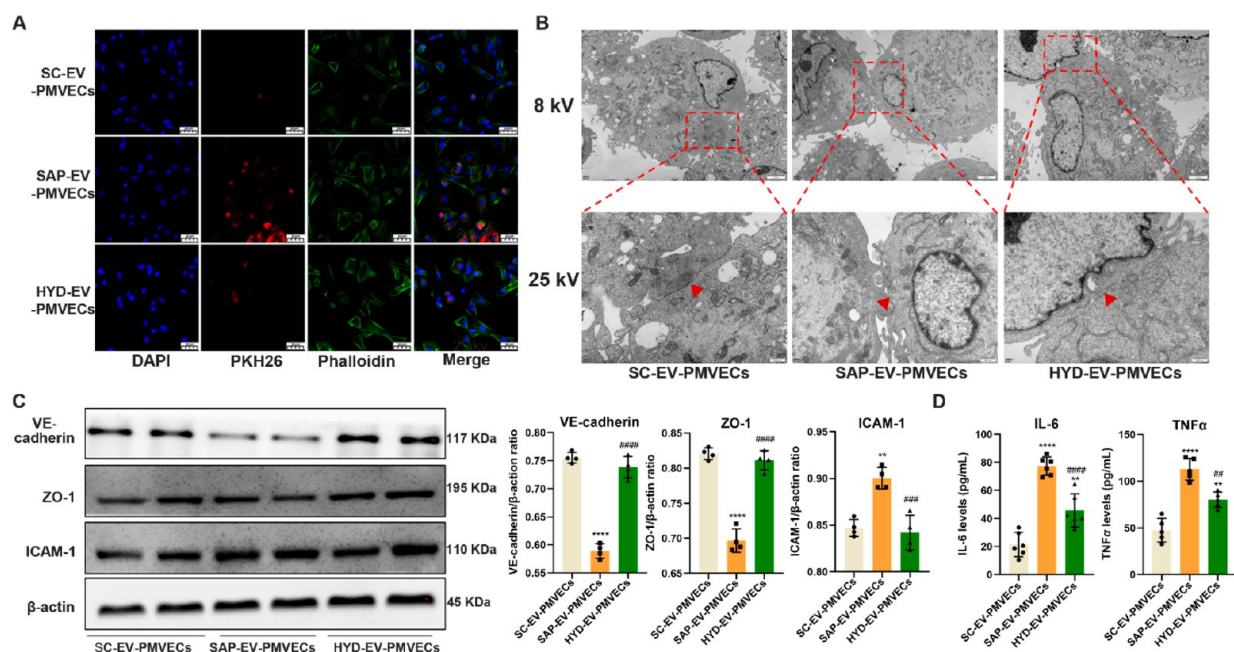 A
SC-EV
-PMVECs
SAP-EV
-PMVECs
HYD-EV
-PMVECs
DAPI
PKH26
Phalloidin
Merge
B
8 kV
25 kV
SC-EV-PMVECs
SAP-EV-PMVECs
HYD-EV-PMVECs
C
VE-
cadherin
117 KDa
ZO-1
195 KDa
ICAM-1
110 KDa
β-actin
45 KDa
SC-EV-PMVECs
SAP-EV-PMVECs
HYD-EV-PMVECs
VE-cadherin
VE-cadherin/β-action ratio
0.75
0.70
0.65
0.60
0.55
****
####
SC-EV-PMVECs
SAP-EV-PMVECs
HYD-EV-PMVECs
ZO-1
ZO-1/β-action ratio
0.80
0.75
0.70
0.65
****
####
SC-EV-PMVECs
SAP-EV-PMVECs
HYD-EV-PMVECs
ICAM-1
ICAM-1/β-action ratio
0.95
0.90
0.85
0.80
**
###
SC-EV-PMVECs
SAP-EV-PMVECs
HYD-EV-PMVECs
D
IL-6
IL-6 levels (pg/mL)
100
80
60
40
20
0
****
####
**
SC-EV-PMVECs
SAP-EV-PMVECs
HYD-EV-PMVECs
TNFα
TNFα levels (pg/mL)
150
100
50
0
****
##
**
SC-EV-PMVECs
SAP-EV-PMVECs
HYD-EV-PMVECs